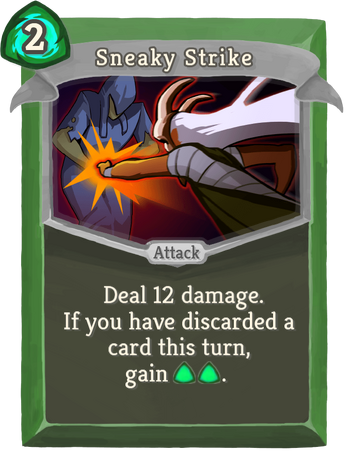 2
Sneaky Strike
Attack
Deal 12 damage.
If you have discarded a
card this turn,
gain .